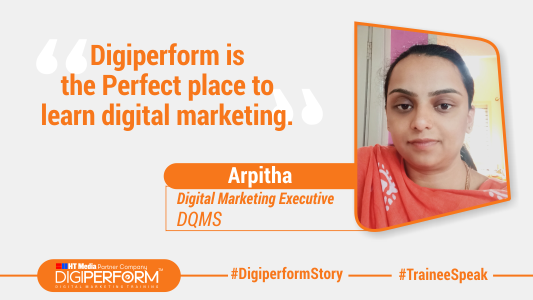 “ Digiperform is
the Perfect place to
learn digital marketing. ”
Arpitha
Digital Marketing Executive
DQMS
HT Media Partner Company
DIGIPERFORM™
DIGITAL MARKETING TRAINING
#DigiperformStory
#TraineeSpeak